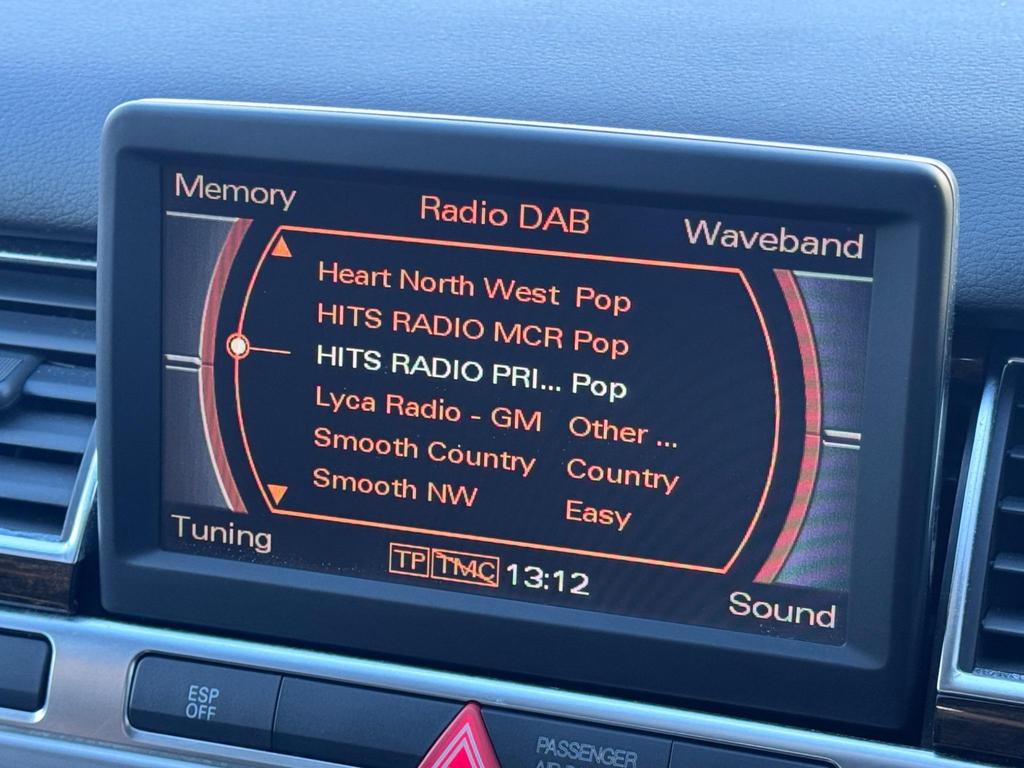 Memory
Radio DAB
Waveband
Heart North West Pop
HITS RADIO MCR Pop
HITS RADIO PRI... Pop
Lyca Radio - GM Other ...
Smooth Country Country
Smooth NW Easy
Tuning
TP TMC 13:12
Sound
ESP
OFF
PASSENGER